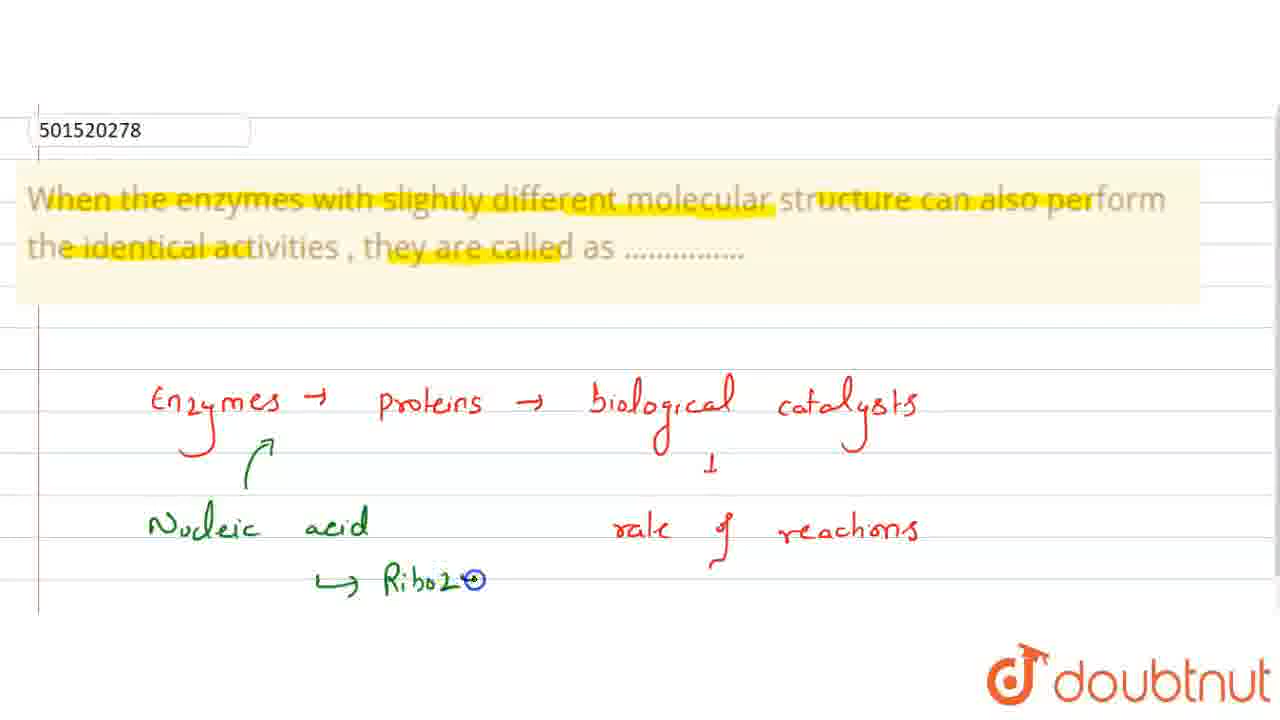 501520278
When the enzymes with slightly different molecular structure can also perform
the identical activities , they are called as ...............
Enzymes → proteins → biological catalysts
Nucleic acid rate of reactions
↳ Riboz
doubtnut